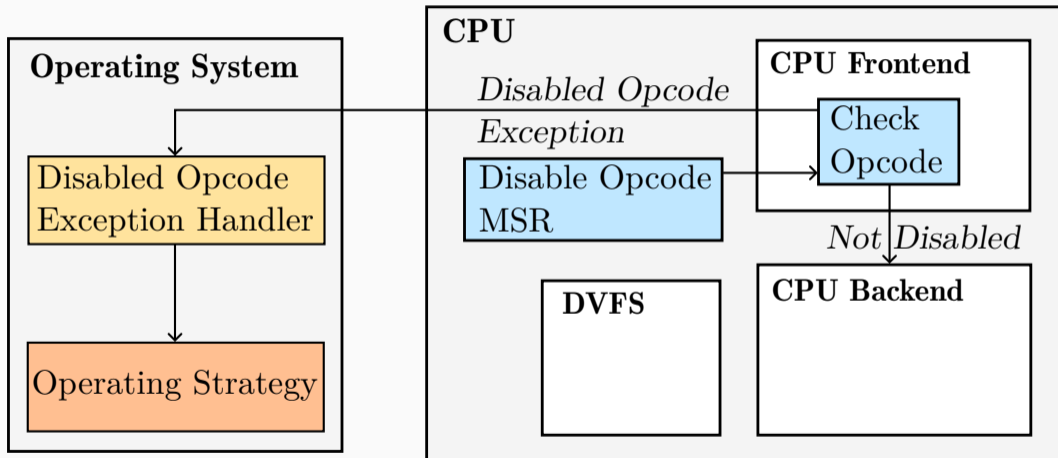 Operating System
Disabled Opcode
Exception Handler
Operating Strategy
CPU
Disabled Opcode
Exception
Disable Opcode
MSR
CPU Frontend
Check
Opcode
Not Disabled
DVFS
CPU Backend